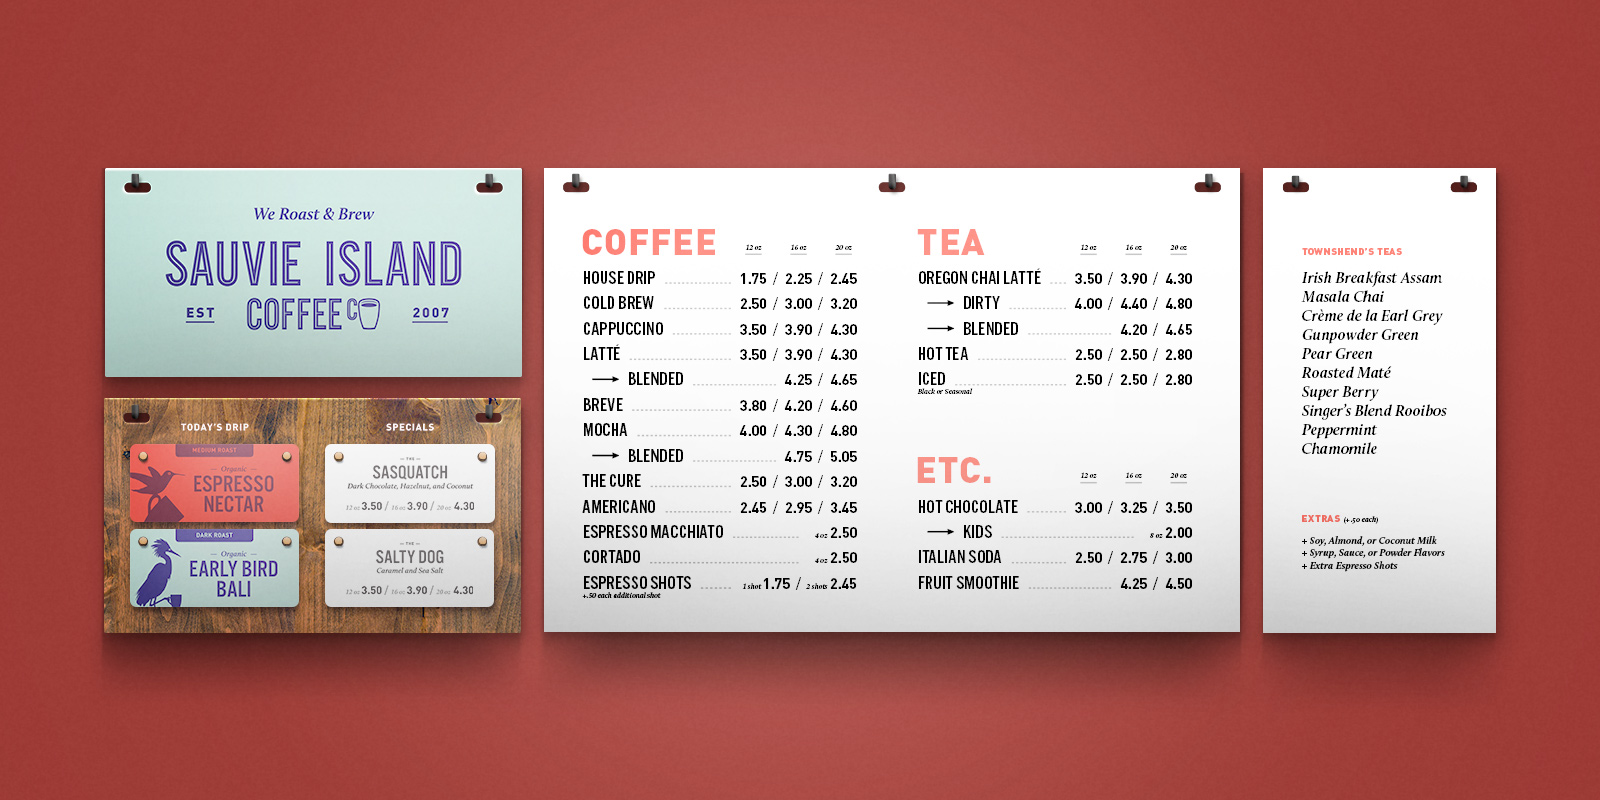 We Roast & Brew
SAUVIE ISLAND
EST COFFEE CO 2007
TODAY'S DRIP
MEDIUM ROAST
Organic
ESPRESSO
NECTAR
DARK ROAST
Organic
EARLY BIRD
BALI
SPECIALS
THE
SASQUATCH
Dark Chocolate, Hazelnut, and Coconut
12 oz 3.50 / 16 oz 3.90 / 20 oz 4.30
THE
SALTY DOG
Caramel and Sea Salt
12 oz 3.50 / 16 oz 3.90 / 20 oz 4.30
COFFEE 12 oz 16 oz 20 oz
HOUSE DRIP 1.75 / 2.25 / 2.45
COLD BREW 2.50 / 3.00 / 3.20
CAPPUCCINO 3.50 / 3.90 / 4.30
LATTÉ 3.50 / 3.90 / 4.30
→ BLENDED 4.25 / 4.65
BREVE 3.80 / 4.20 / 4.60
MOCHA 4.00 / 4.30 / 4.80
→ BLENDED 4.75 / 5.05
THE CURE 2.50 / 3.00 / 3.20
AMERICANO 2.45 / 2.95 / 3.45
ESPRESSO MACCHIATO 4 oz 2.50
CORTADO 4 oz 2.50
ESPRESSO SHOTS 1 shot 1.75 / 2 shots 2.45
+.50 each additional shot
TEA 12 oz 16 oz 20 oz
OREGON CHAI LATTÉ 3.50 / 3.90 / 4.30
→ DIRTY 4.00 / 4.40 / 4.80
→ BLENDED 4.20 / 4.65
HOT TEA 2.50 / 2.50 / 2.80
ICED 2.50 / 2.50 / 2.80
Black or Seasonal
ETC. 12 oz 16 oz 20 oz
HOT CHOCOLATE 3.00 / 3.25 / 3.50
→ KIDS 8 oz 2.00
ITALIAN SODA 2.50 / 2.75 / 3.00
FRUIT SMOOTHIE 4.25 / 4.50
TOWNSHEND'S TEAS
Irish Breakfast Assam
Masala Chai
Crème de la Earl Grey
Gunpowder Green
Pear Green
Roasted Maté
Super Berry
Singer's Blend Rooibos
Peppermint
Chamomile
EXTRAS (+ .50 each)
+ Soy, Almond, or Coconut Milk
+ Syrup, Sauce, or Powder Flavors
+ Extra Espresso Shots